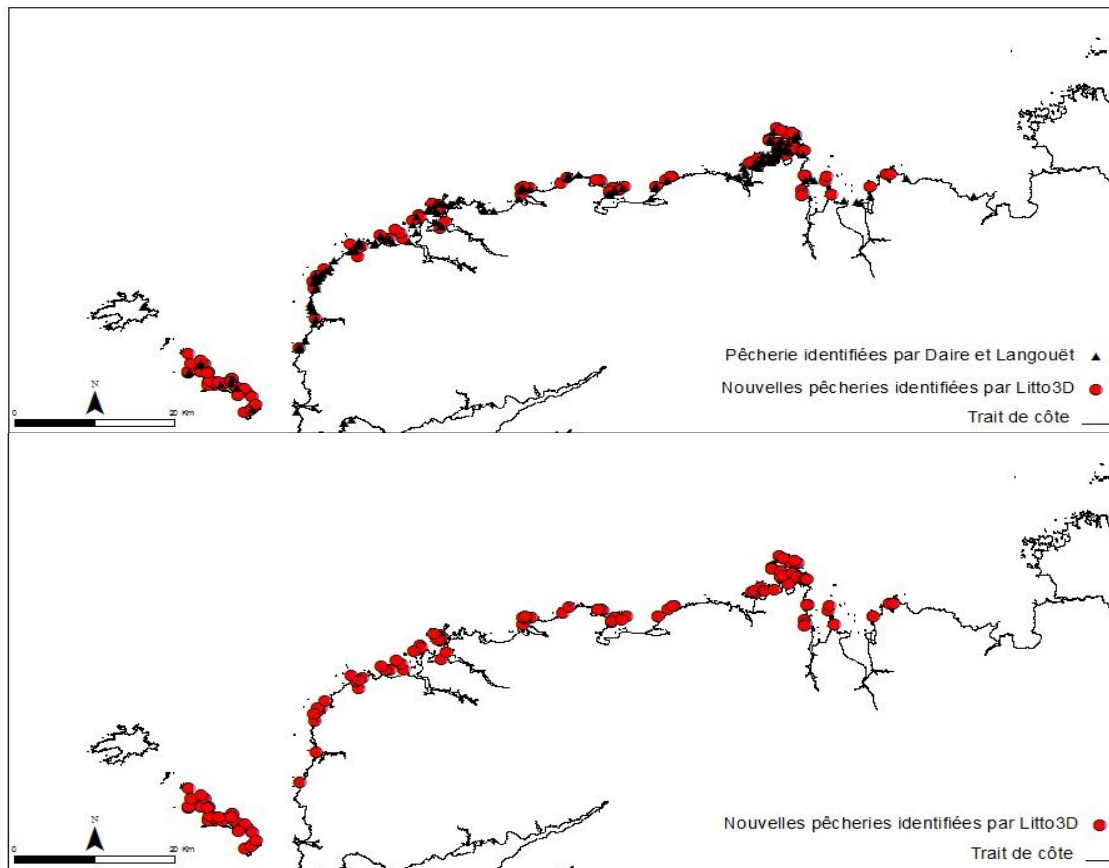 Pêcherie identifiées par Daire et Langouët
Nouvelles pêcheries identifiées par Litto3D
Trait de côte
N
0 20 Km
Nouvelles pêcheries identifiées par Litto3D
Trait de côte
N
0 20 Km